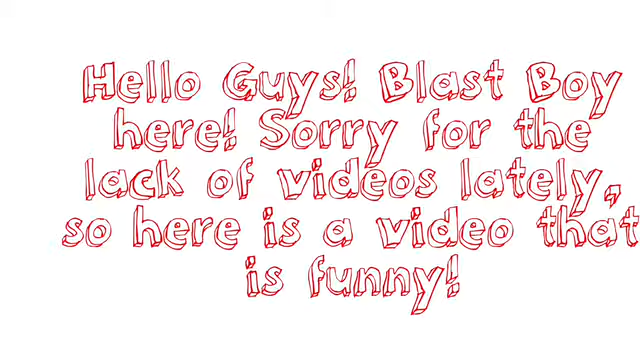 Hello Guys! Blast Boy
here! Sorry for the
lack of videos lately,
so here is a video that
is funny!